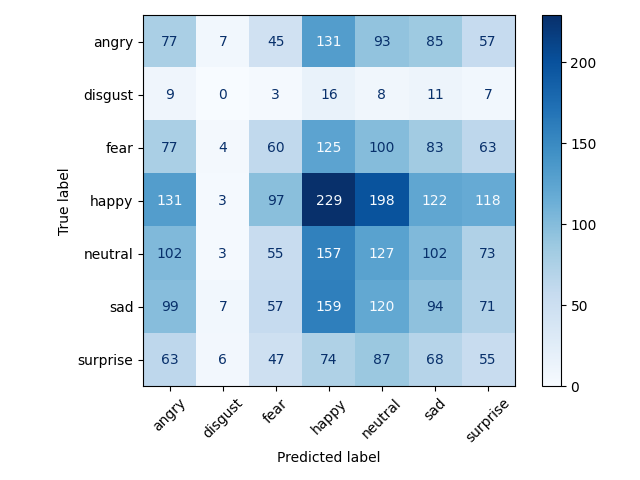 angry 77 7 45 131 93 85 57
disgust 9 0 3 16 8 11 7
fear 77 4 60 125 100 83 63
happy 131 3 97 229 198 122 118
neutral 102 3 55 157 127 102 73
sad 99 7 57 159 120 94 71
surprise 63 6 47 74 87 68 55
angry disgust fear happy neutral sad surprise
True label
Predicted label
200
150
100
50
0